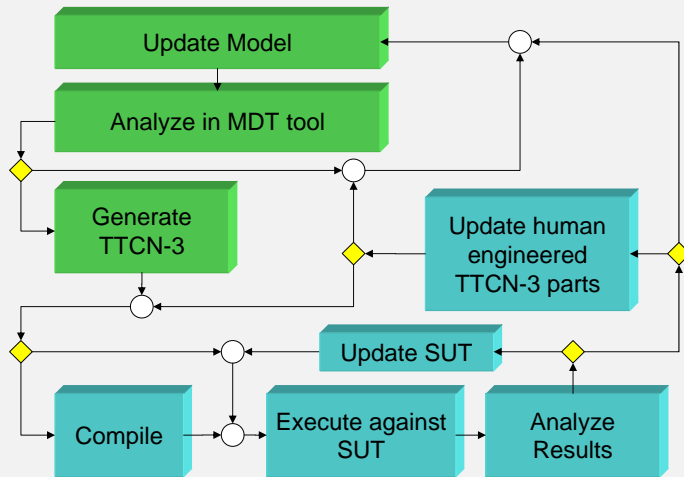 Update Model
Analyze in MDT tool
Generate
TTCN-3
Update human
engineered
TTCN-3 parts
Update SUT
Compile
Execute against
SUT
Analyze
Results